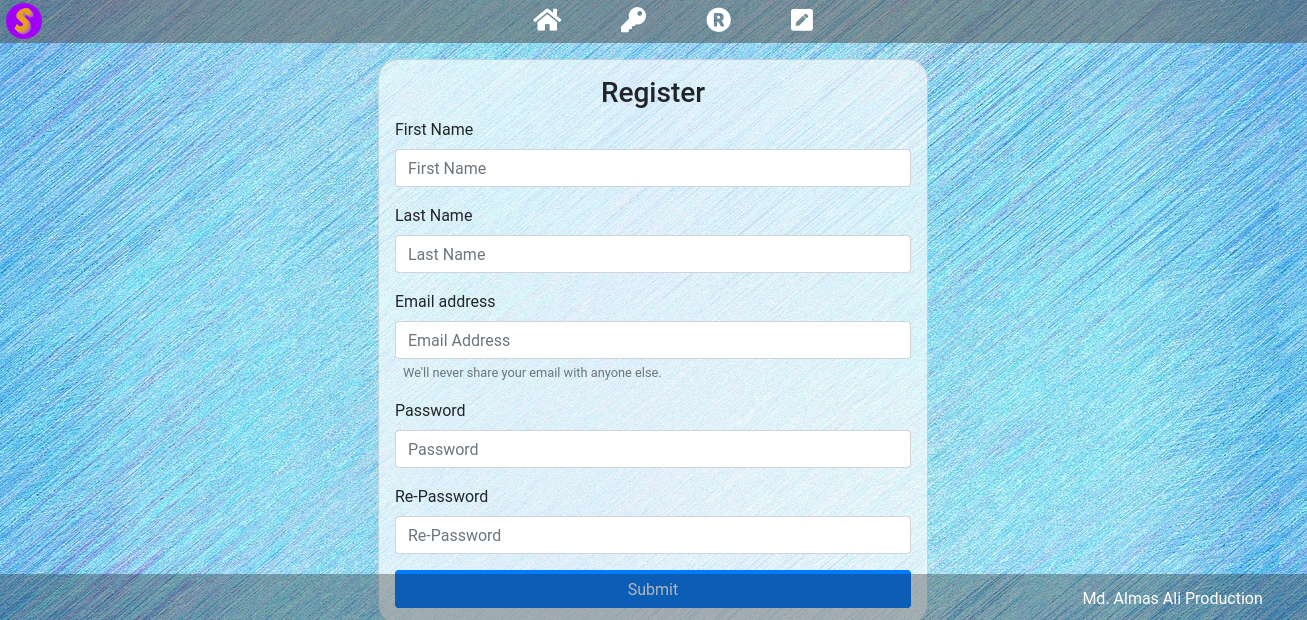 S
R
Register
First Name
First Name
Last Name
Last Name
Email address
Email Address
We'll never share your email with anyone else.
Password
Password
Re-Password
Re-Password
Submit
Md. Almas Ali Production